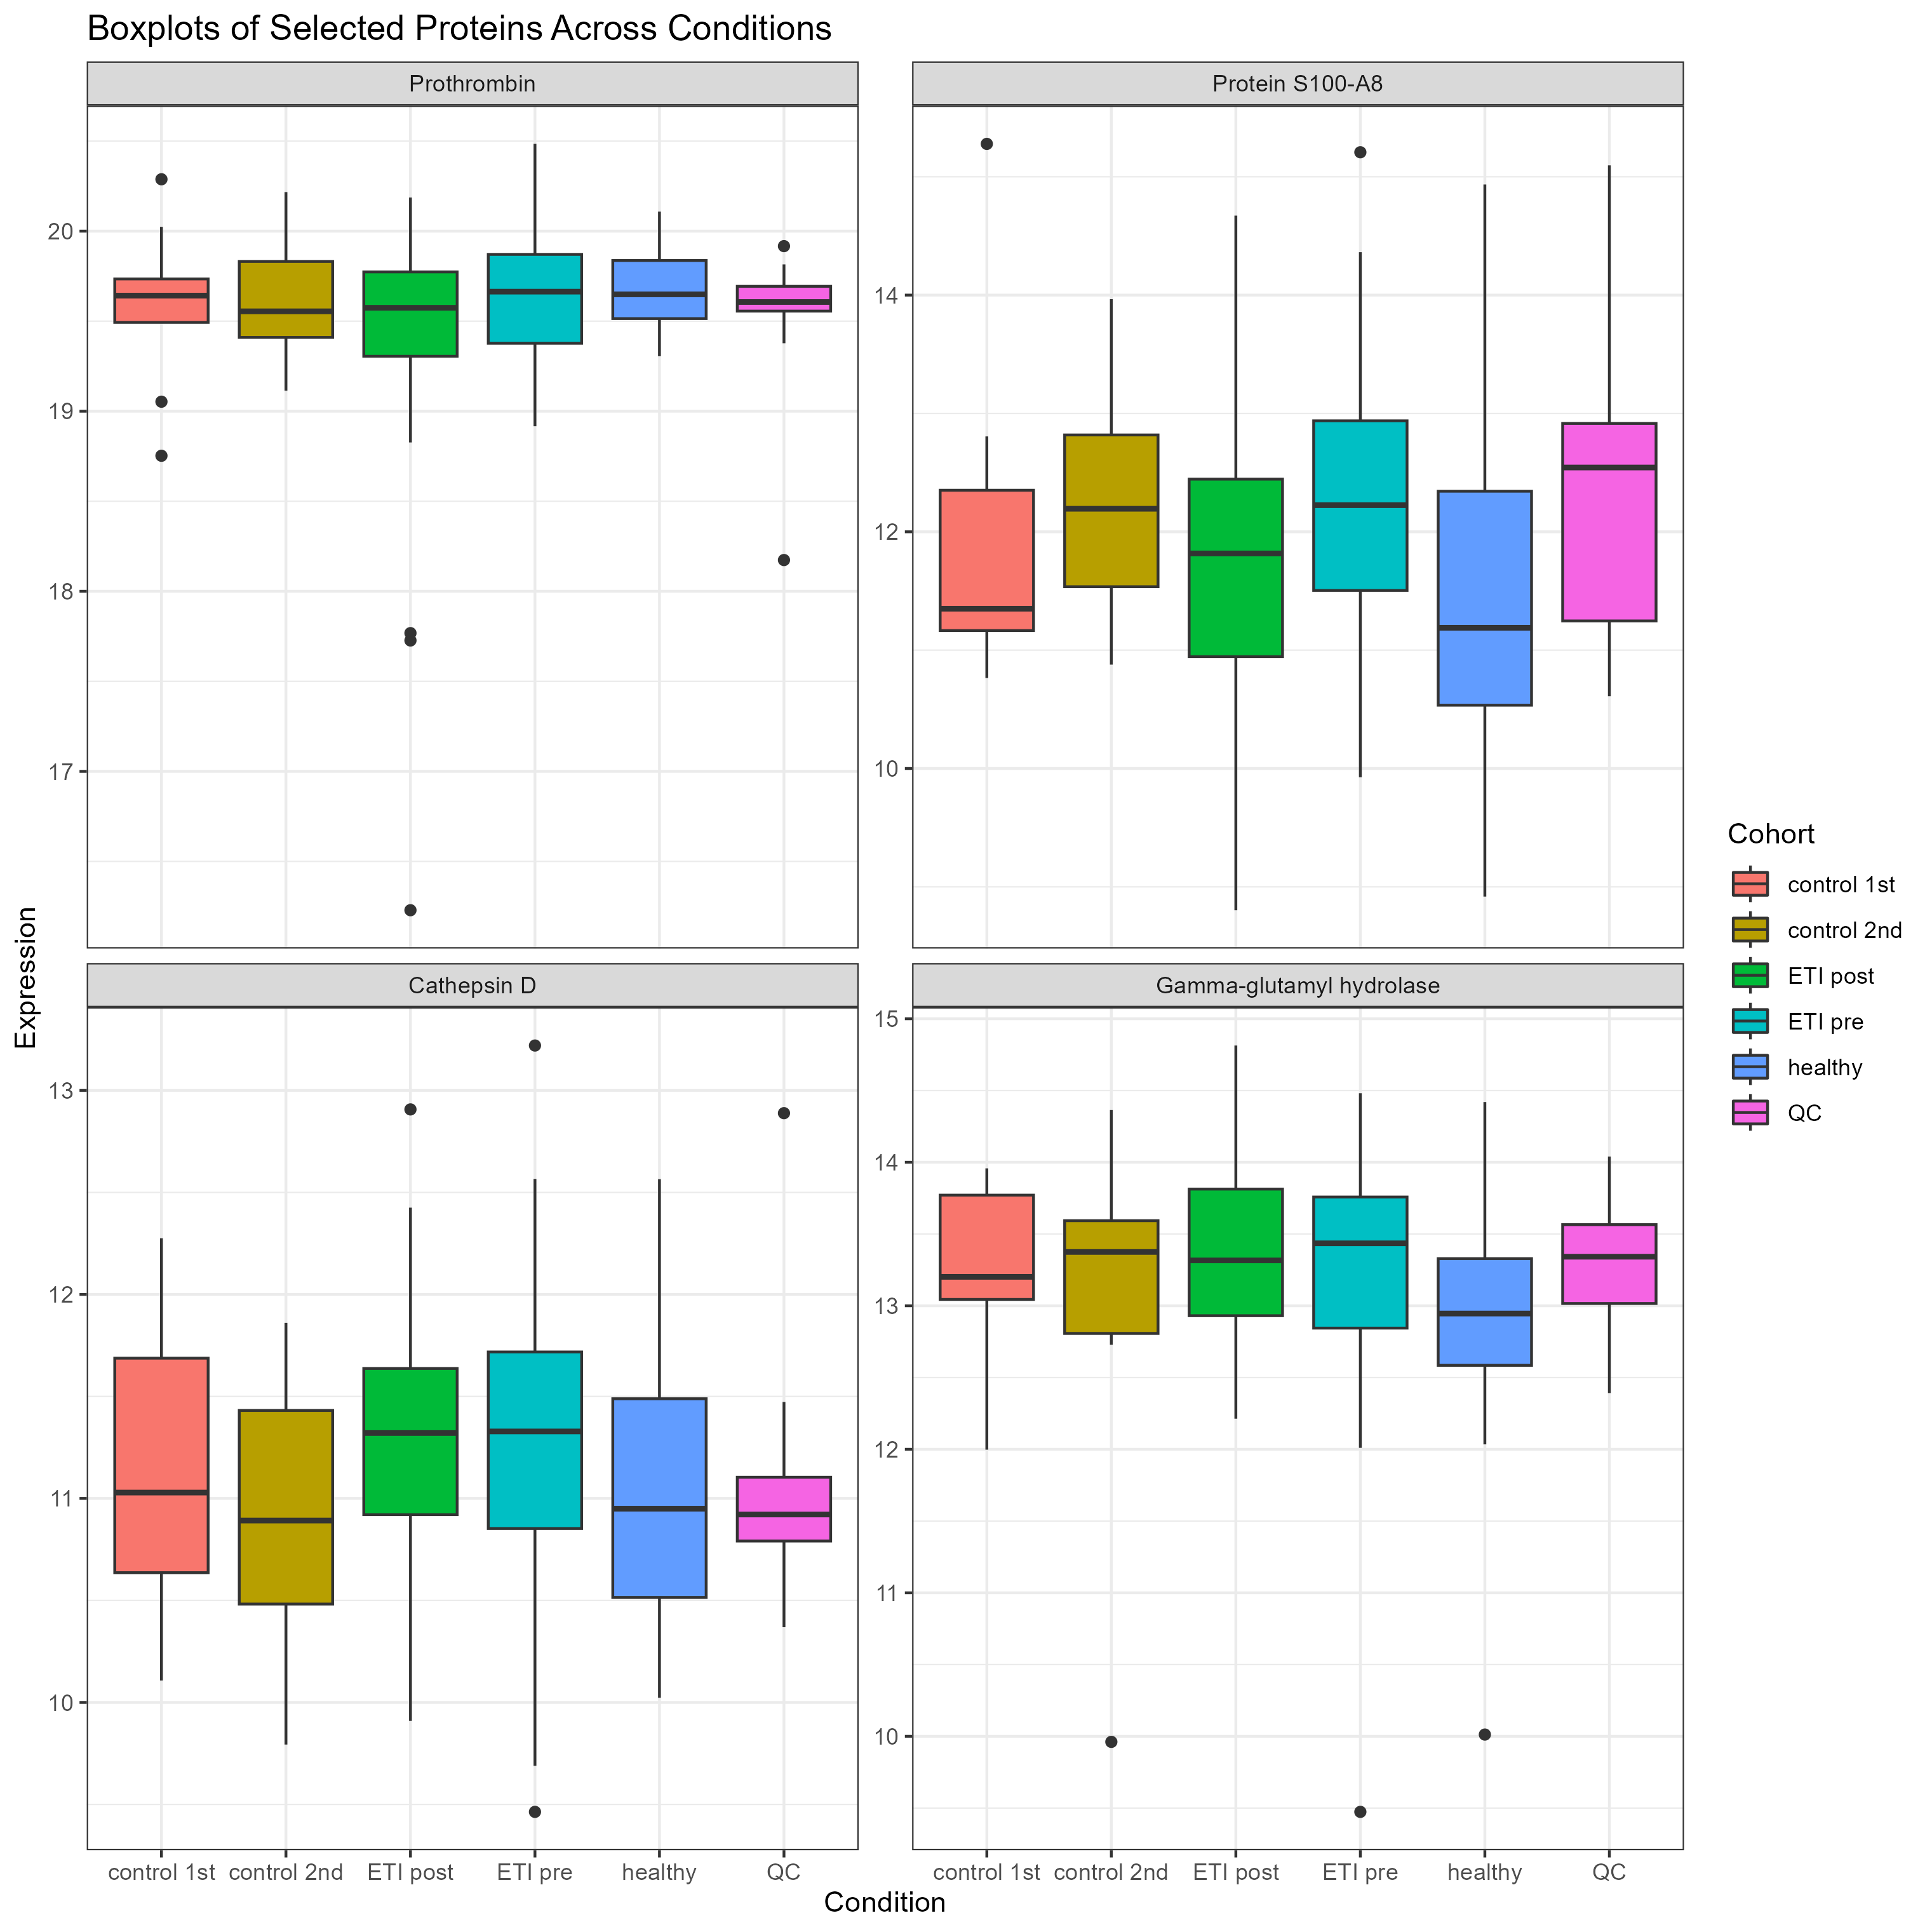 Boxplots of Selected Proteins Across Conditions
Prothrombin
20
19
18
17
Protein S100-A8
14
12
10
Expression
Cathepsin D
13
12
11
10
control 1st control 2nd ETI post ETI pre healthy QC
Gamma-glutamyl hydrolase
15
14
13
12
11
10
control 1st control 2nd ETI post ETI pre healthy QC
Condition
Cohort
control 1st
control 2nd
ETI post
ETI pre
healthy
QC